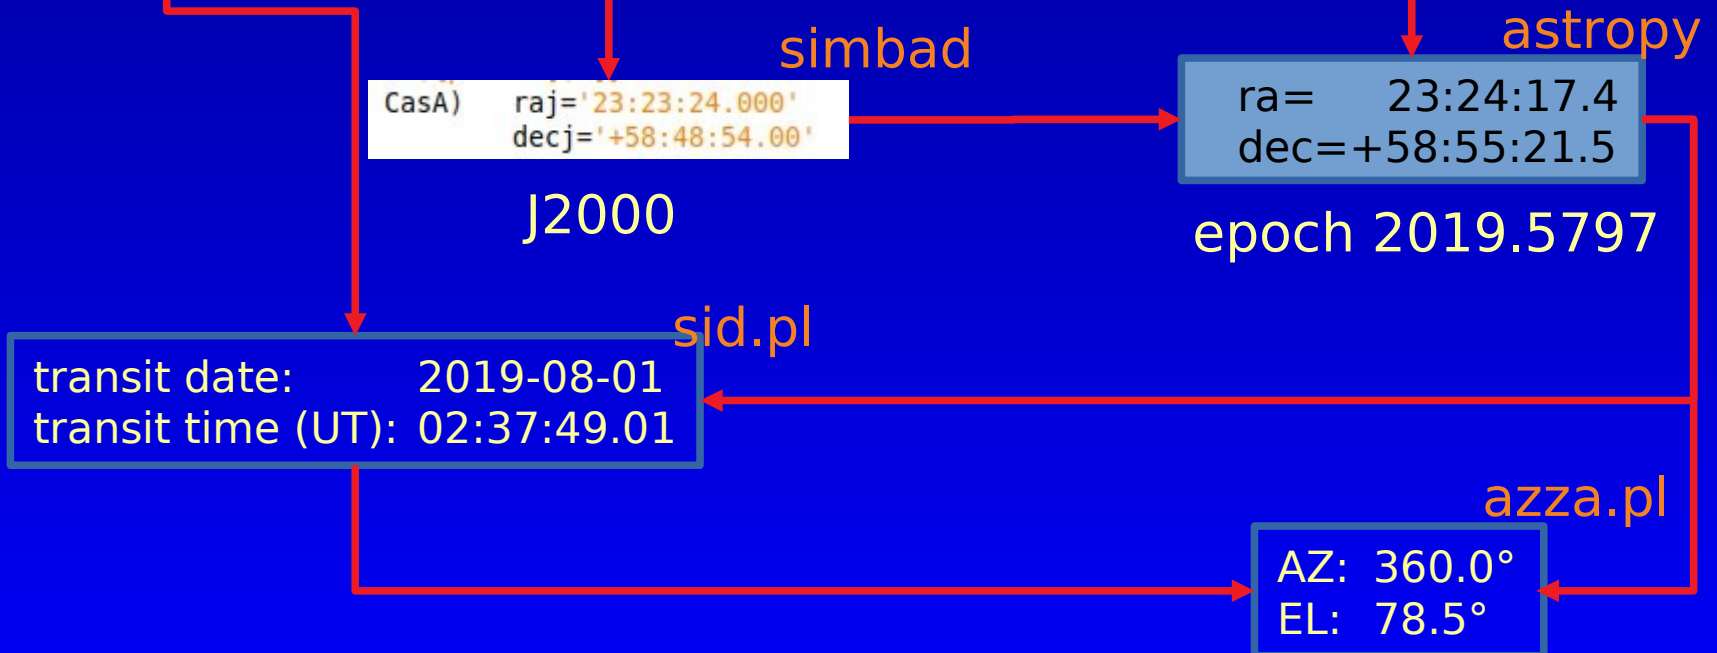 simbad
astropy
CasA) raj='23:23:24.000'
decj='+58:48:54.00'
ra= 23:24:17.4
dec=+58:55:21.5
J2000
epoch 2019.5797
sid.pl
transit date: 2019-08-01
transit time (UT): 02:37:49.01
azza.pl
AZ: 360.0°
EL: 78.5°